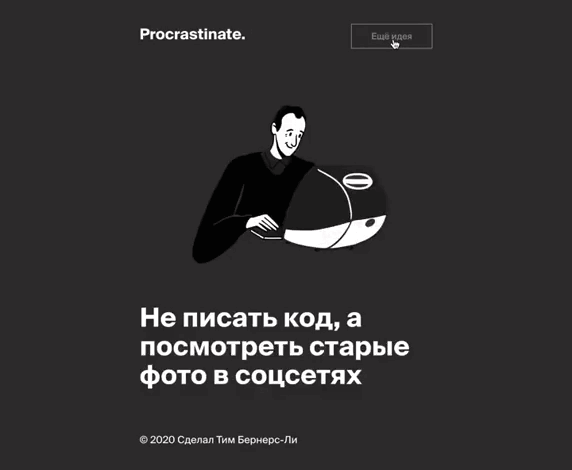 Procrastinate.
Ещё идея
Не писать код, а
посмотреть старые
фото в соцсетях
© 2020 Сделал Тим Бернерс-Ли